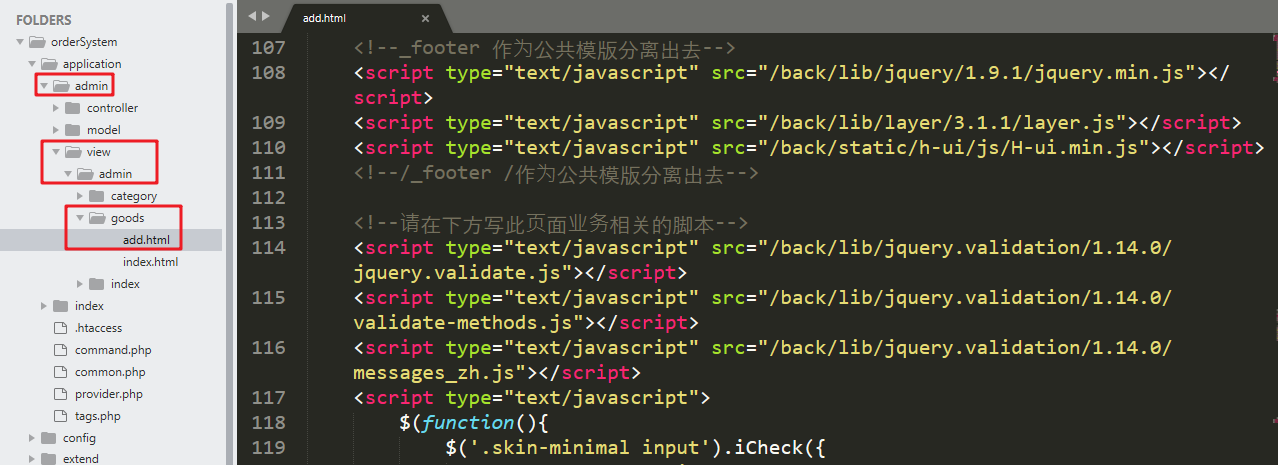 FOLDERS
orderSystem
application
admin
controller
model
view
admin
category
goods
add.html
index.html
index
index
.htaccess
command.php
common.php
provider.php
tags.php
config
extend
add.html ×
107 <!--_footer 作为公共模版分离出去-->
108 <script type="text/javascript" src="/back/lib/jquery/1.9.1/jquery.min.js"></
script>
109 <script type="text/javascript" src="/back/lib/layer/3.1.1/layer.js"></script>
110 <script type="text/javascript" src="/back/static/h-ui/js/H-ui.min.js"></script>
111 <!--/_footer /作为公共模版分离出去-->
112
113 <!--请在下方写此页面业务相关的脚本-->
114 <script type="text/javascript" src="/back/lib/jquery.validation/1.14.0/
jquery.validate.js"></script>
115 <script type="text/javascript" src="/back/lib/jquery.validation/1.14.0/
validate-methods.js"></script>
116 <script type="text/javascript" src="/back/lib/jquery.validation/1.14.0/
messages_zh.js"></script>
117 <script type="text/javascript">
118 $(function(){
119 $('.skin-minimal input').iCheck({